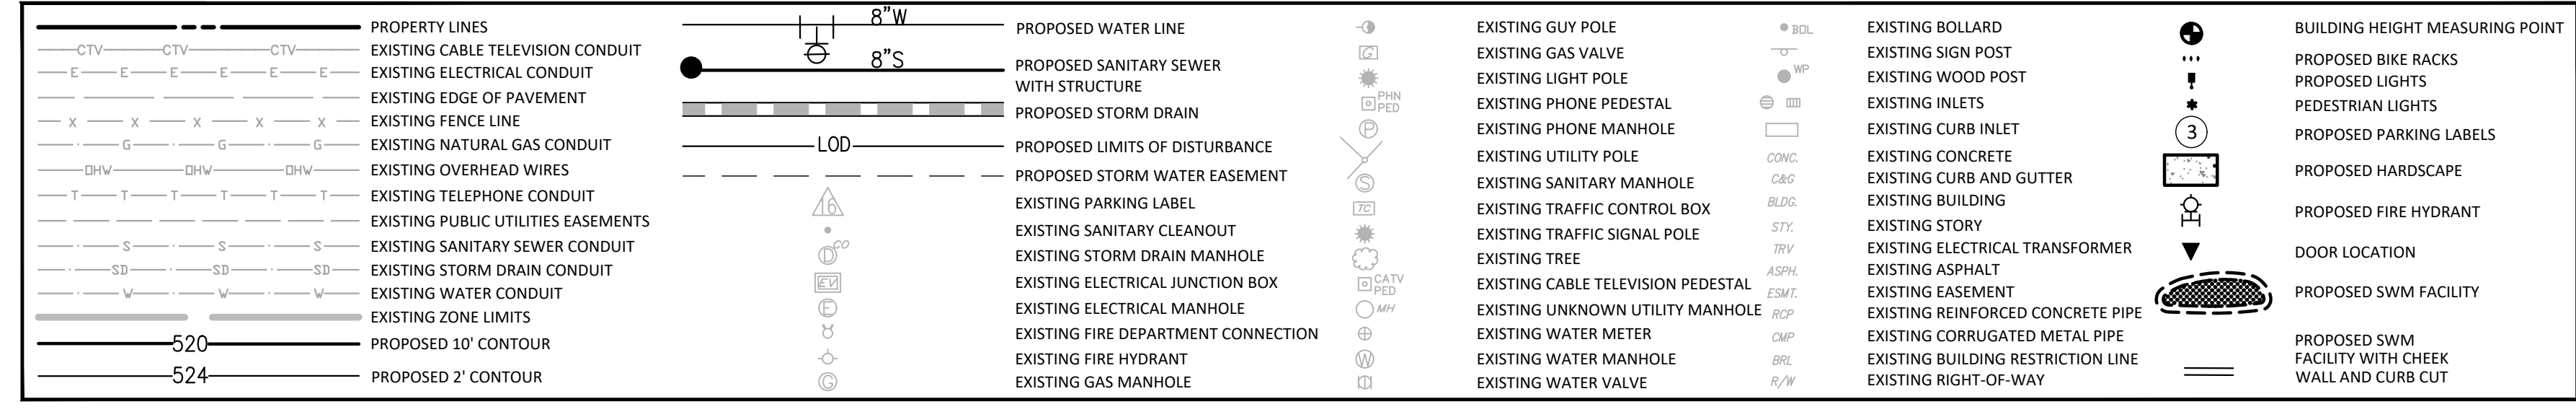 PROPERTY LINES
CTV CTV CTV EXISTING CABLE TELEVISION CONDUIT
E E E E E E EXISTING ELECTRICAL CONDUIT
EXISTING EDGE OF PAVEMENT
X X X X X EXISTING FENCE LINE
G G G EXISTING NATURAL GAS CONDUIT
OHW OHW OHW EXISTING OVERHEAD WIRES
T T T T T T EXISTING TELEPHONE CONDUIT
EXISTING PUBLIC UTILITIES EASEMENTS
S S S EXISTING SANITARY SEWER CONDUIT
SD SD SD EXISTING STORM DRAIN CONDUIT
W W W EXISTING WATER CONDUIT
EXISTING ZONE LIMITS
520 PROPOSED 10' CONTOUR
524 PROPOSED 2' CONTOUR
8"W PROPOSED WATER LINE
8"S PROPOSED SANITARY SEWER
WITH STRUCTURE
PROPOSED STORM DRAIN
LOD PROPOSED LIMITS OF DISTURBANCE
PROPOSED STORM WATER EASEMENT
16 EXISTING PARKING LABEL
EXISTING SANITARY CLEANOUT
CO
D EXISTING STORM DRAIN MANHOLE
EV EXISTING ELECTRICAL JUNCTION BOX
E EXISTING ELECTRICAL MANHOLE
EXISTING FIRE DEPARTMENT CONNECTION
EXISTING FIRE HYDRANT
G EXISTING GAS MANHOLE
EXISTING GUY POLE
G EXISTING GAS VALVE
EXISTING LIGHT POLE
PHN
PED EXISTING PHONE PEDESTAL
P EXISTING PHONE MANHOLE
EXISTING UTILITY POLE
S EXISTING SANITARY MANHOLE
TC EXISTING TRAFFIC CONTROL BOX
EXISTING TRAFFIC SIGNAL POLE
EXISTING TREE
CATV
PED EXISTING CABLE TELEVISION PEDESTAL
MH EXISTING UNKNOWN UTILITY MANHOLE
EXISTING WATER METER
W EXISTING WATER MANHOLE
EXISTING WATER VALVE
BOL EXISTING BOLLARD
EXISTING SIGN POST
WP EXISTING WOOD POST
EXISTING INLETS
EXISTING CURB INLET
CONC. EXISTING CONCRETE
C&G EXISTING CURB AND GUTTER
BLDG. EXISTING BUILDING
STY. EXISTING STORY
TRV EXISTING ELECTRICAL TRANSFORMER
ASPH. EXISTING ASPHALT
ESMT. EXISTING EASEMENT
RCP EXISTING REINFORCED CONCRETE PIPE
CMP EXISTING CORRUGATED METAL PIPE
BRL EXISTING BUILDING RESTRICTION LINE
R/W EXISTING RIGHT-OF-WAY
BUILDING HEIGHT MEASURING POINT
PROPOSED BIKE RACKS
PROPOSED LIGHTS
PEDESTRIAN LIGHTS
3 PROPOSED PARKING LABELS
PROPOSED HARDSCAPE
PROPOSED FIRE HYDRANT
DOOR LOCATION
PROPOSED SWM FACILITY
PROPOSED SWM
FACILITY WITH CHEEK
WALL AND CURB CUT